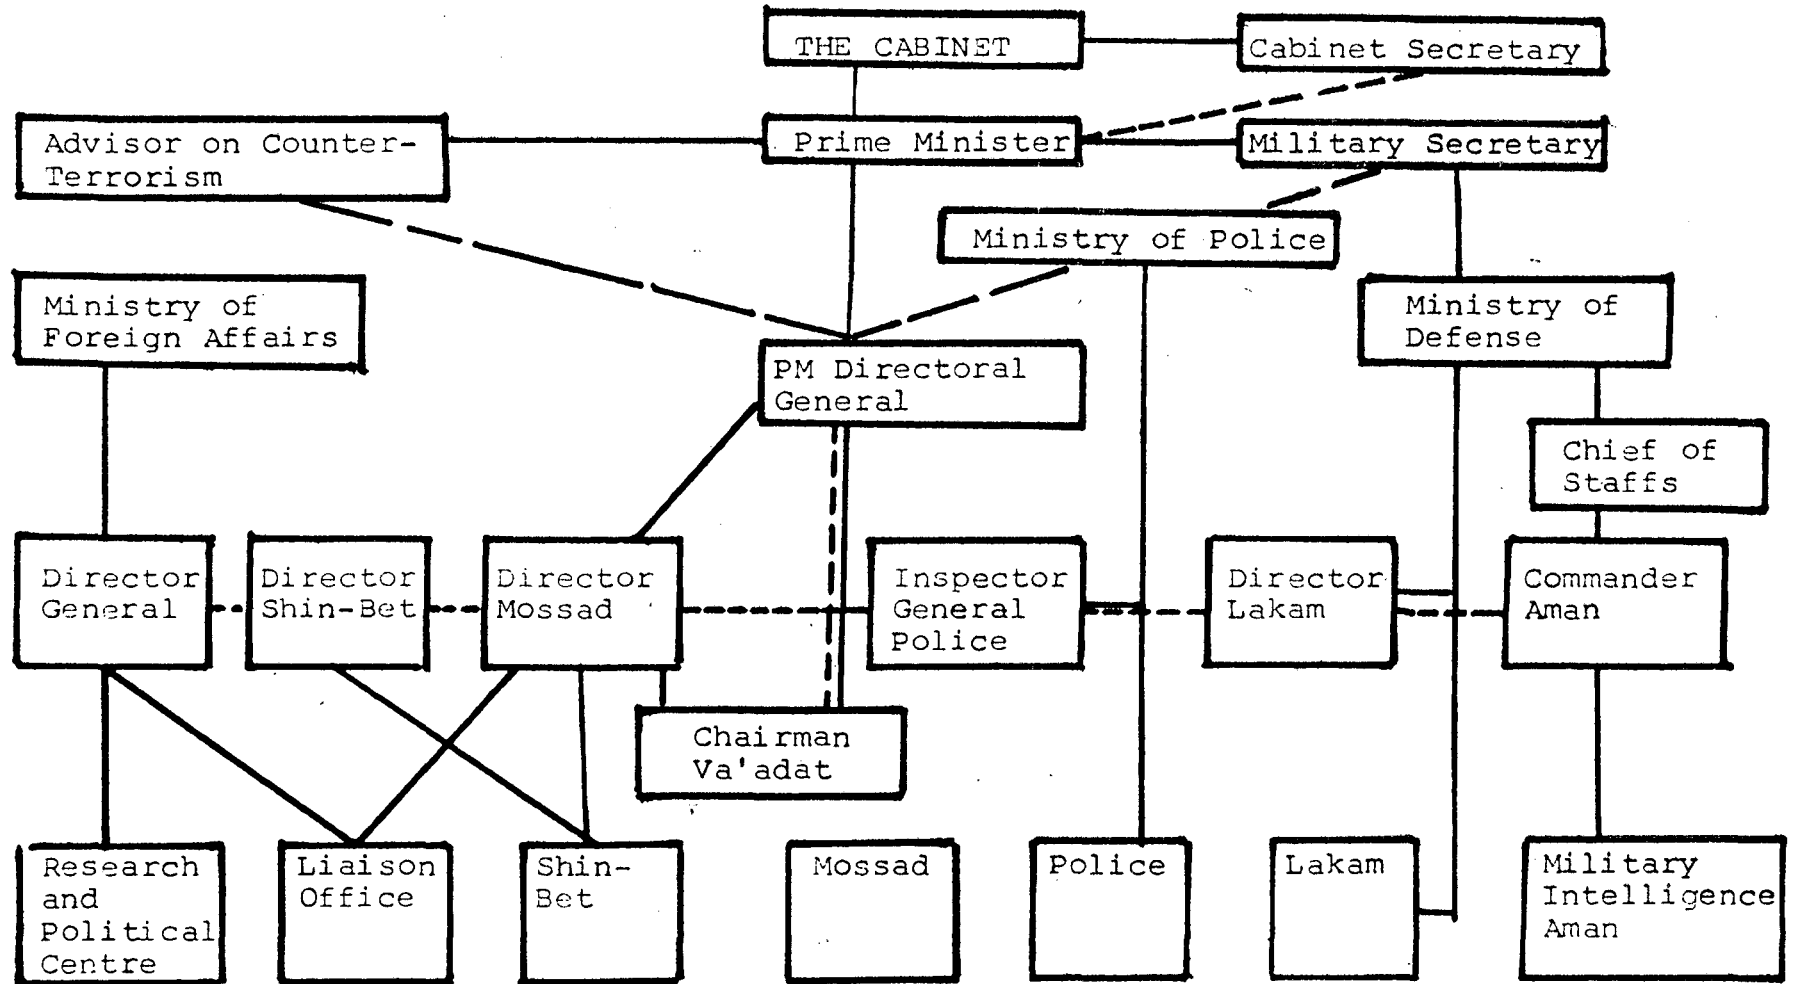 THE CABINET
Cabinet Secretary
Advisor on Counter-
Terrorism
Prime Minister
Military Secretary
Ministry of Police
Ministry of
Foreign Affairs
Ministry of
Defense
PM Directoral
General
Chief of
Staffs
Director
General
Director
Shin-Bet
Director
Mossad
Inspector
General
Police
Director
Lakam
Commander
Aman
Chairman
Va'adat
Research
and
Political
Centre
Liaison
Office
Shin-
Bet
Mossad
Police
Lakam
Military
Intelligence
Aman